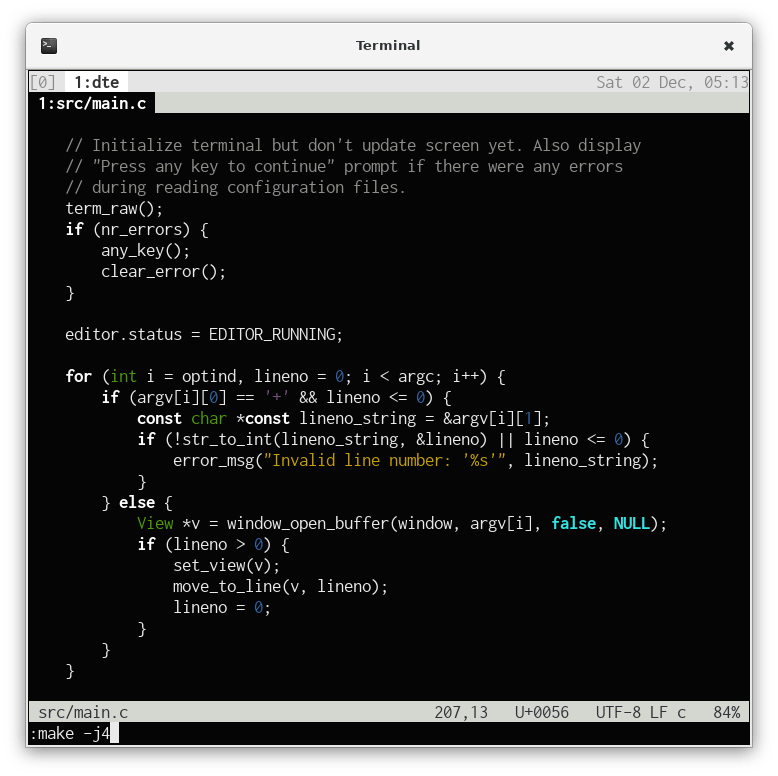 Terminal
[0] 1:dte Sat 02 Dec, 05:13
1:src/main.c
// Initialize terminal but don't update screen yet. Also display
// "Press any key to continue" prompt if there were any errors
// during reading configuration files.
term_raw();
if (nr_errors) {
any_key();
clear_error();
}
editor.status = EDITOR_RUNNING;
for (int i = optind, lineno = 0; i < argc; i++) {
if (argv[i][0] == '+' && lineno <= 0) {
const char *const lineno_string = &argv[i][1];
if (!str_to_int(lineno_string, &lineno) || lineno <= 0) {
error_msg("Invalid line number: '%s'", lineno_string);
}
} else {
View *v = window_open_buffer(window, argv[i], false, NULL);
if (lineno > 0) {
set_view(v);
move_to_line(v, lineno);
lineno = 0;
}
}
}
src/main.c 207,13 U+0056 UTF-8 LF c 84%
:make -j4